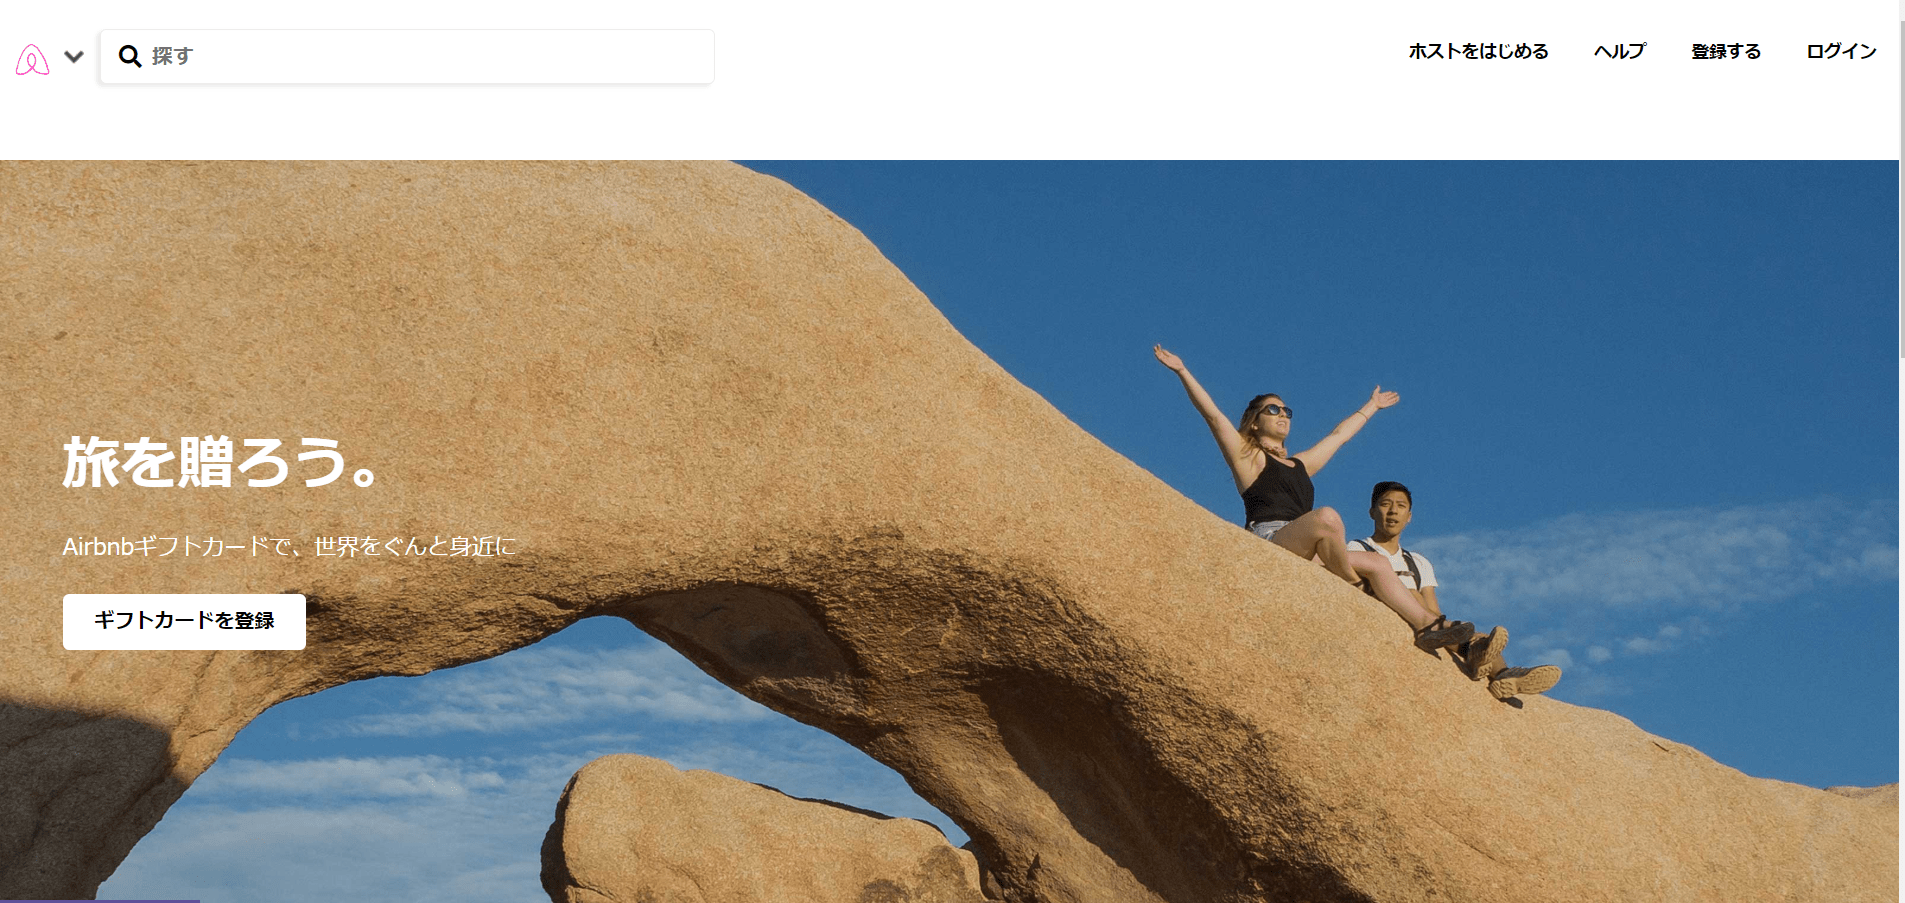 探す
ホストをはじめる
ヘルプ
登録する
ログイン
旅を贈ろう。
Airbnbギフトカードで、世界をぐんと身近に
ギフトカードを登録